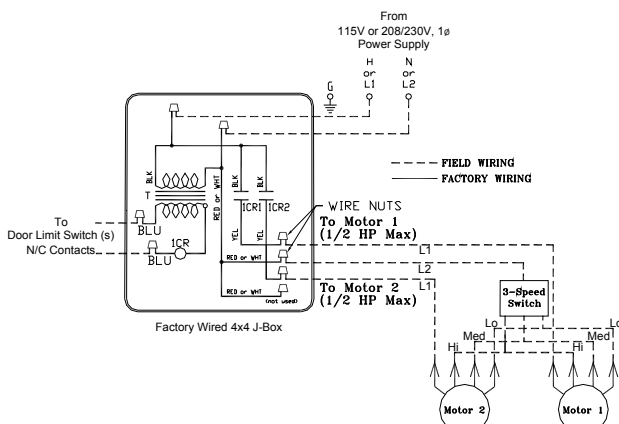 From
115V or 208/230V, 1ø
Power Supply
H
or
L1
N
or
L2
G
FIELD WIRING
FACTORY WIRING
BLK
T
RED or WHT
BLK
BLK
1CR1
1CR2
YEL
YEL
WIRE NUTS
To Motor 1
(1/2 HP Max)
To
Door Limit Switch (s)
N/C Contacts
BLU
BLU
1CR
RED or WHT
L1
L2
L1
RED or WHT
(not used)
To Motor 2
(1/2 HP Max)
3-Speed
Switch
Factory Wired 4x4 J-Box
Lo
Lo
Med
Med
Hi
Hi
Motor 2
Motor 1